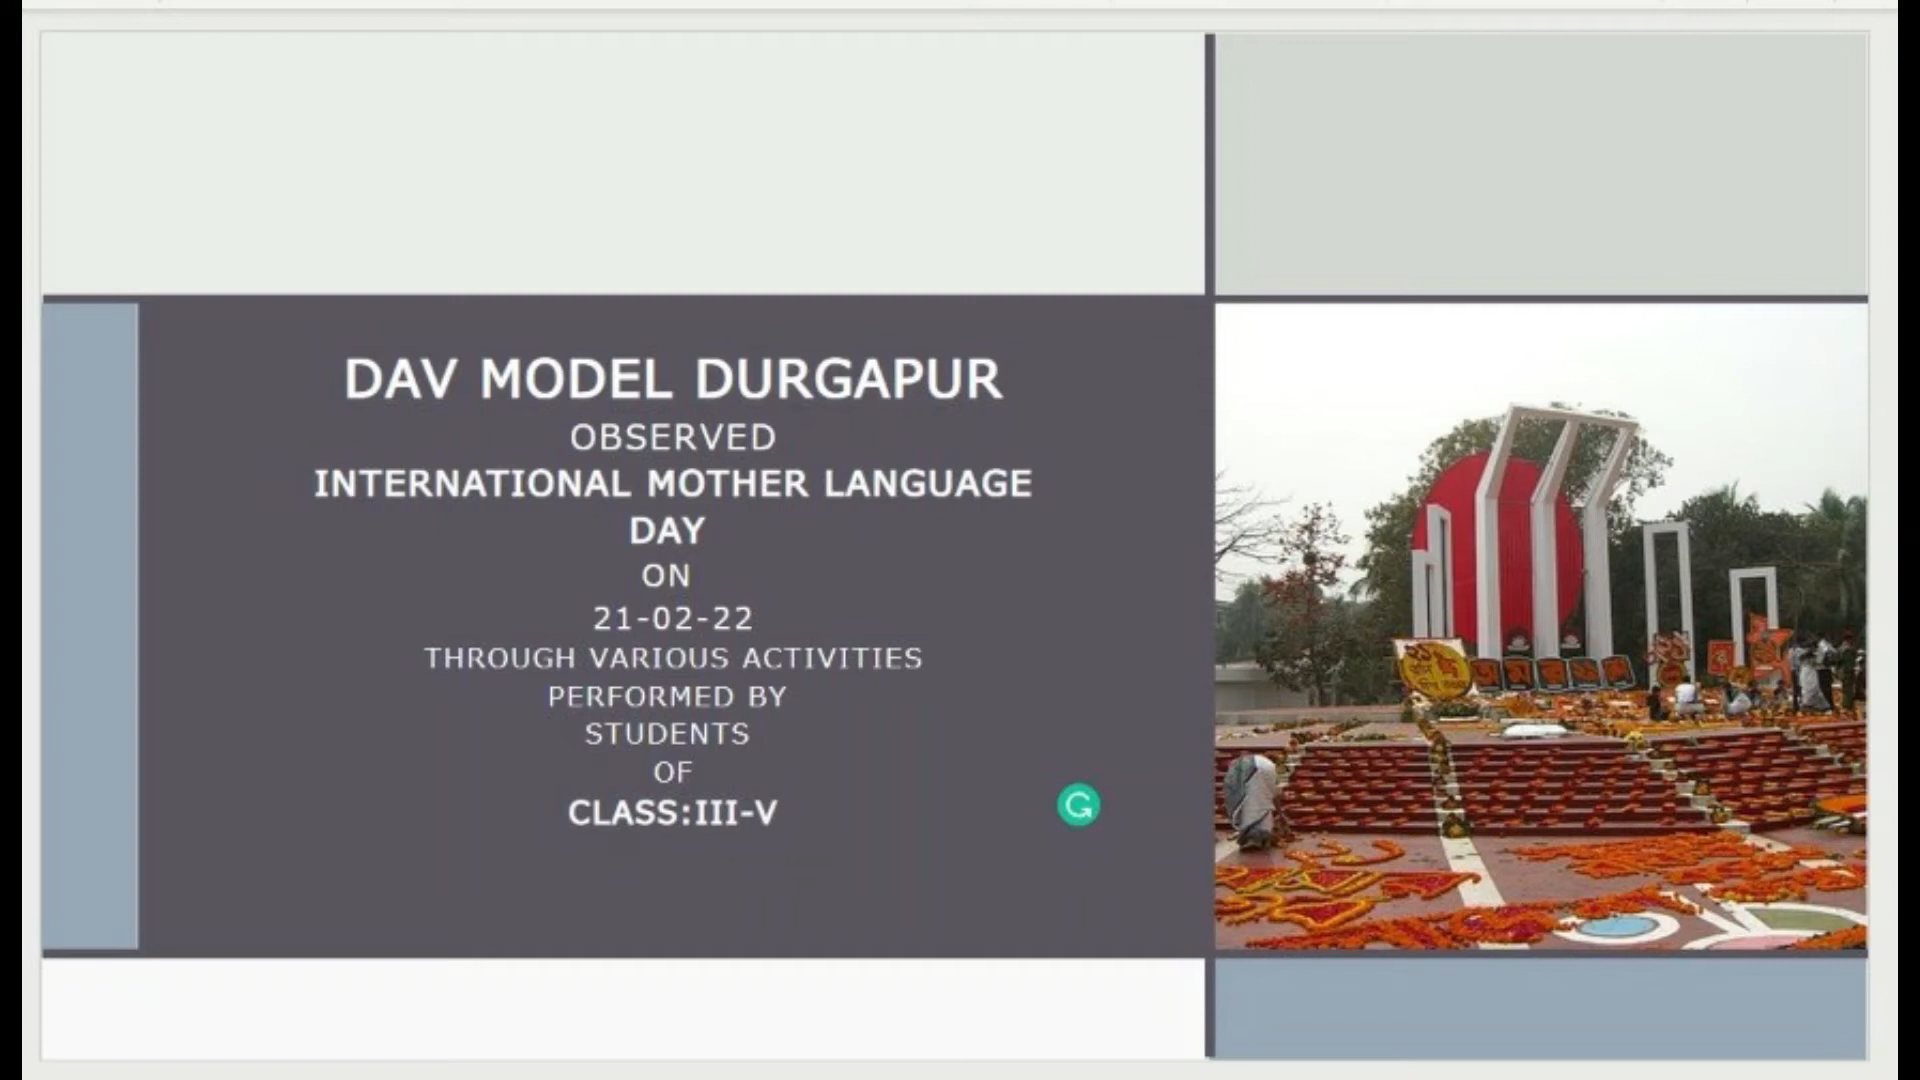 DAV MODEL DURGAPUR
OBSERVED
INTERNATIONAL MOTHER LANGUAGE
DAY
ON
21-02-22
THROUGH VARIOUS ACTIVITIES
PERFORMED BY
STUDENTS
OF
CLASS:III-V